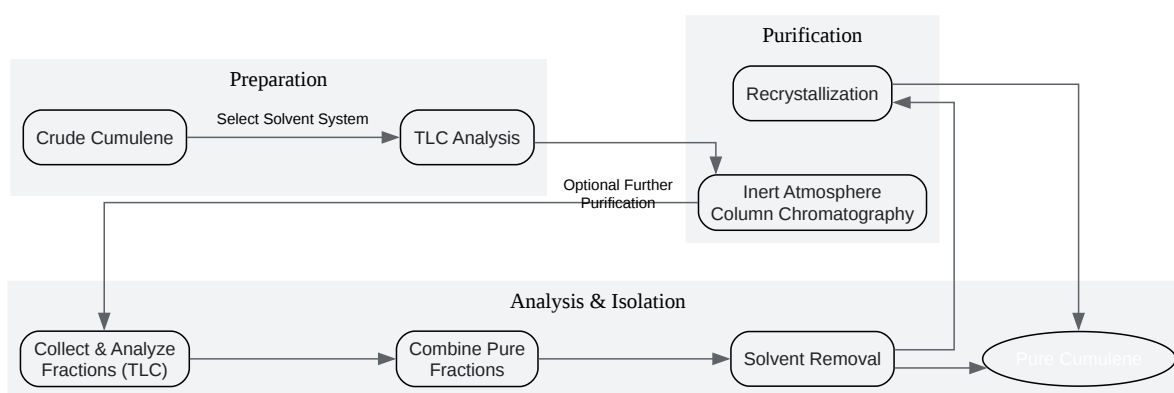 Purification
Preparation
Recrystallization
Crude Cumulene
Select Solvent System
TLC Analysis
Optional Further
Purification
Inert Atmosphere
Column Chromatography
Analysis & Isolation
Collect & Analyze
Fractions (TLC)
Combine Pure
Fractions
Solvent Removal
Pure Cumulene